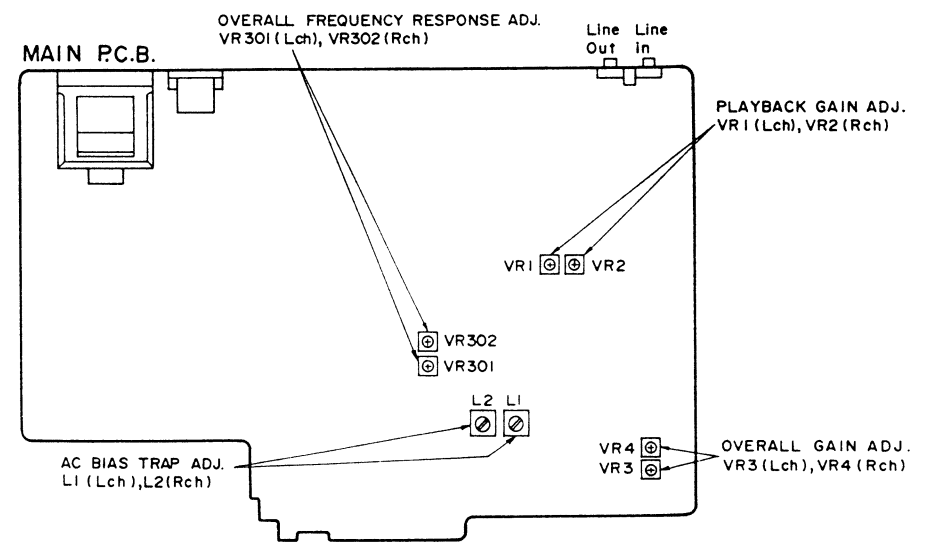 OVERALL FREQUENCY RESPONSE ADJ.
VR301 (Lch), VR302 (Rch)
Line Out
Line in
MAIN P.C.B.
PLAYBACK GAIN ADJ.
VR1 (Lch), VR2 (Rch)
VR1
VR2
VR302
VR301
L2
L1
VR4
VR3
OVERALL GAIN ADJ.
VR3 (Lch), VR4 (Rch)
AC BIAS TRAP ADJ.
L1 (Lch), L2 (Rch)